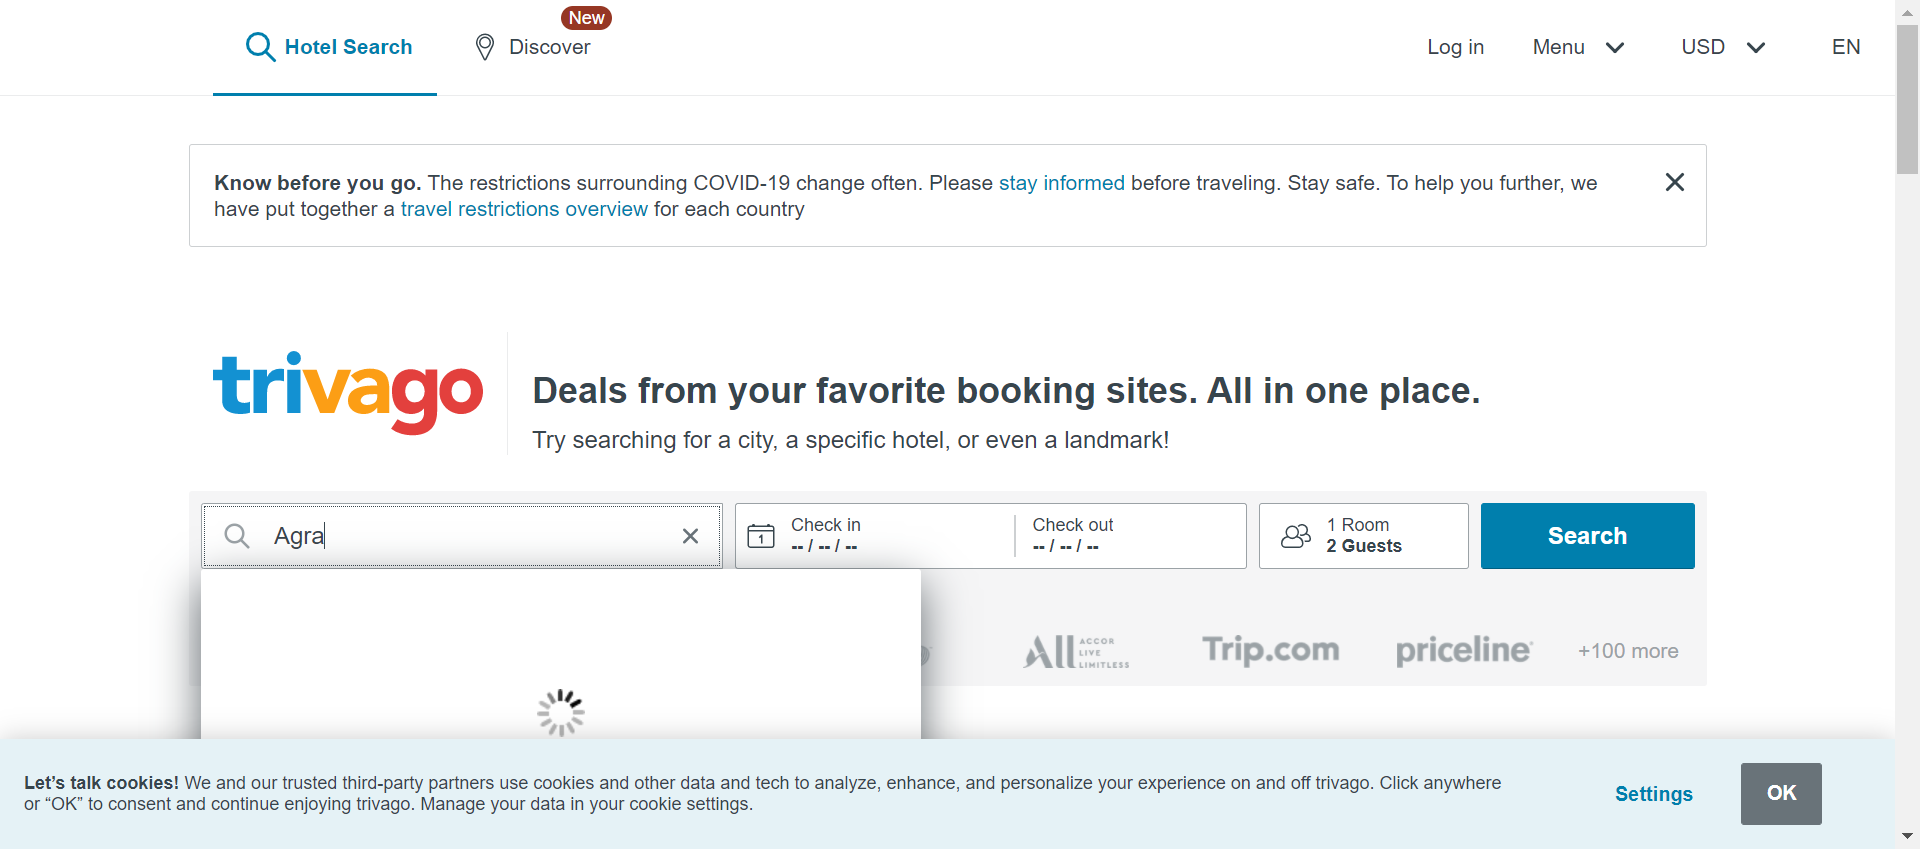 New
Hotel Search
Discover
Log in
Menu
USD
EN
Know before you go. The restrictions surrounding COVID-19 change often. Please stay informed before traveling. Stay safe. To help you further, we
have put together a travel restrictions overview for each country
trivago
Deals from your favorite booking sites. All in one place.
Try searching for a city, a specific hotel, or even a landmark!
Agra
1
Check in
-- / -- / --
Check out
-- / -- / --
1 Room
2 Guests
Search
All ACCOR
LIVE
LIMITLESS
Trip.com
priceline
+100 more
Let’s talk cookies! We and our trusted third-party partners use cookies and other data and tech to analyze, enhance, and personalize your experience on and off trivago. Click anywhere
or “OK” to consent and continue enjoying trivago. Manage your data in your cookie settings.
Settings
OK